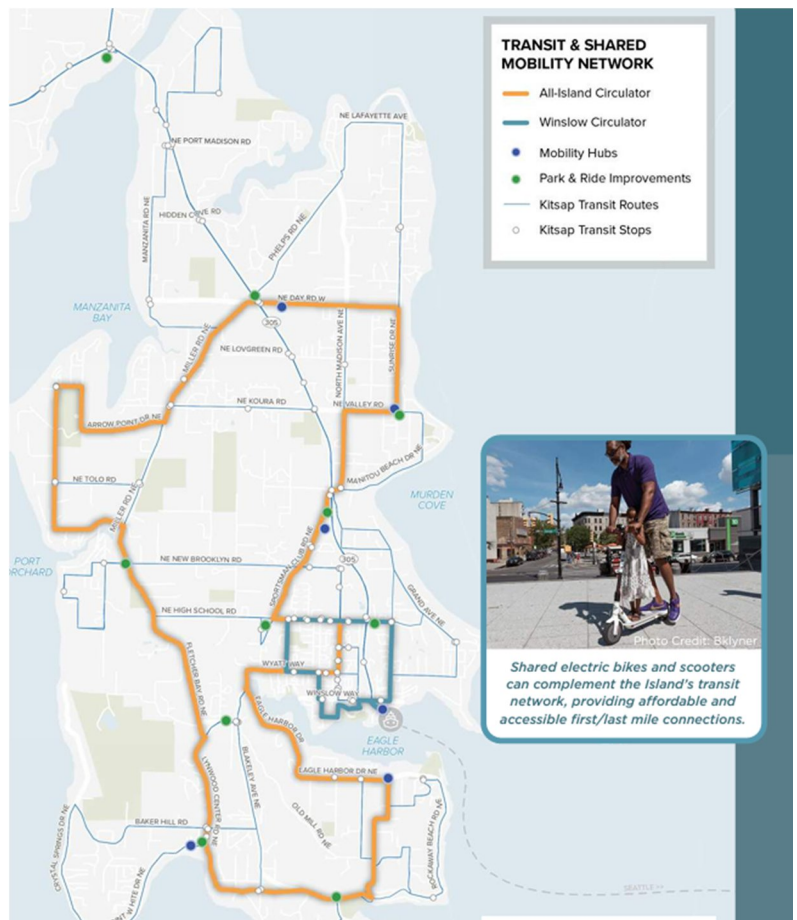 TRANSIT & SHARED
MOBILITY NETWORK
All-Island Circulator
Winslow Circulator
Mobility Hubs
Park & Ride Improvements
Kitsap Transit Routes
Kitsap Transit Stops
NE LAFAYETTE AVE
NE PORT MADISON RD
MANZANITA RD NE
HIDDEN COVE RD
PHELPS RD NE
MANZANITA
BAY
NE DAY RD W
305
MILLER RD NE
NE LOVGREEN RD
NORTH MADISON AVE NE
SUNRISE DR NE
NE KOURA RD
NE VALLEY RD
ARROW POINT DR NE
MANITOU BEACH DR NE
NE TOLO RD
MILLER RD NE
MURDEN
COVE
PORT
ORCHARD
NE NEW BROOKLYN RD
SPORTSMAN CLUB RD NE
305
GRAND AVE NE
NE HIGH SCHOOL RD
FLETCHER BAY RD NE
WYATT WAY
WINSLOW WAY
EAGLE HARBOR DR
EAGLE
HARBOR
EAGLE HARBOR DR NE
LYNWOOD CENTER RD NE
BLAKELEY AVE NE
OLD MILL RD NE
BAKER HILL RD
CRYSTAL SPRINGS DR NE
NT WHITE DR NE
ROCKAWAY BEACH RD NE
SEATTLE >>
Photo Credit: Bklyner
Shared electric bikes and scooters
can complement the Island's transit
network, providing affordable and
accessible first/last mile connections.